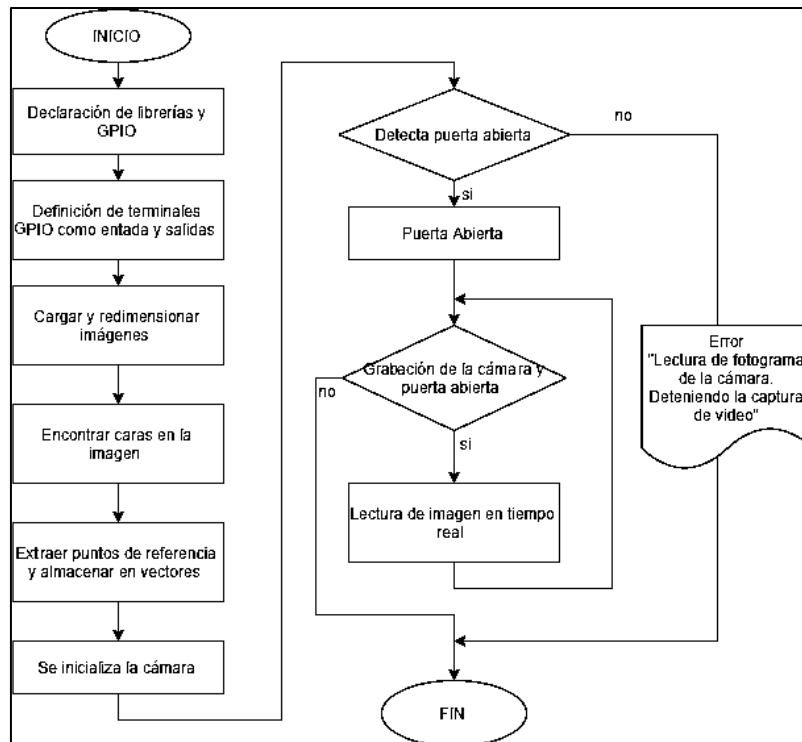 INICIO
Declaración de librerías y
GPIO
Definición de terminales
GPIO como entada y salidas
Cargar y redimensionar
imágenes
Encontrar caras en la
imagen
Extraer puntos de referencia
y almacenar en vectores
Se inicializa la cámara
Detecta puerta abierta
no
si
Puerta Abierta
Grabación de la cámara y
puerta abierta
no
si
Lectura de imagen en tiempo
real
Error
"Lectura de fotograma
de la cámara.
Deteniendo la captura
de video"
FIN